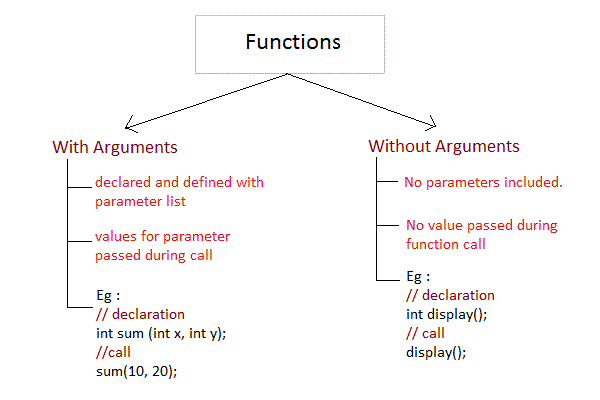 Functions
With Arguments
declared and defined with
parameter list
values for parameter
passed during call
Eg :
// declaration
int sum (int x, int y);
//call
sum(10, 20);
Without Arguments
No parameters included.
No value passed during
function call
Eg :
// declaration
int display();
// call
display();